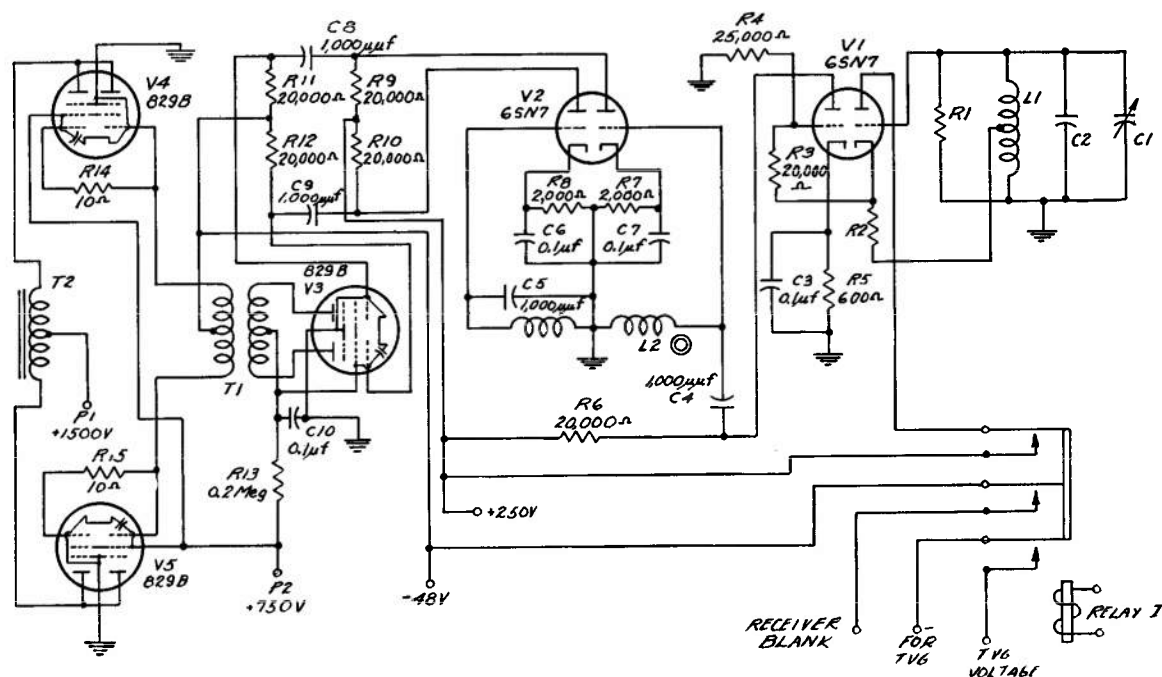 C8
1,000μμf
R4
25,000Ω
V1
6SN7
V4
829B
R11
20,000Ω
R9
20,000Ω
V2
6SN7
R1
L1
C2
C1
R12
20,000Ω
R10
20,000Ω
R3
20,000
Ω
R14
10Ω
C9
1,000μμf
R8
2,000Ω
R7
2,000Ω
R2
C6
0.1μf
C7
0.1μf
829B
V3
C3
0.1μf
R5
600Ω
T2
C5
1,000μμf
L2
T1
P1
+1500V
1,000μμf
C4
R6
20,000Ω
C10
0.1μf
R15
10Ω
R13
0.2 Meg
+250V
V5
829B
P2
+750V
-48V
RECEIVER
BLANK
-
FOR
TVG
TVG
VOLTAGE
RELAY I